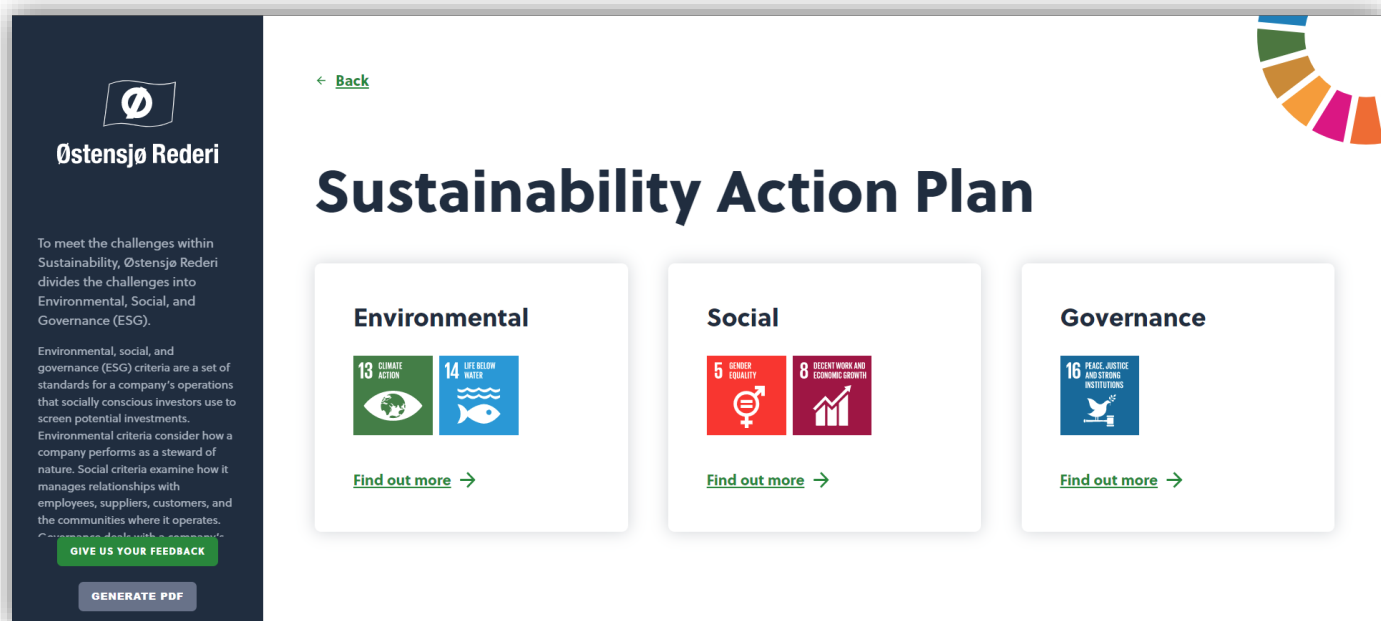 Østensjø Rederi
To meet the challenges within
Sustainability, Østensjø Rederi
divides the challenges into
Environmental, Social, and
Governance (ESG).
Environmental, social, and
governance (ESG) criteria are a set of
standards for a company's operations
that socially conscious investors use to
screen potential investments.
Environmental criteria consider how a
company performs as a steward of
nature. Social criteria examine how it
manages relationships with
employees, suppliers, customers, and
the communities where it operates.
Governance deals with a company's
GIVE US YOUR FEEDBACK
GENERATE PDF
← Back
Sustainability Action Plan
Environmental
13 CLIMATE
ACTION
14 LIFE BELOW
WATER
Find out more →
Social
5 GENDER
EQUALITY
8 DECENT WORK AND
ECONOMIC GROWTH
Find out more →
Governance
16 PEACE, JUSTICE
AND STRONG
INSTITUTIONS
Find out more →